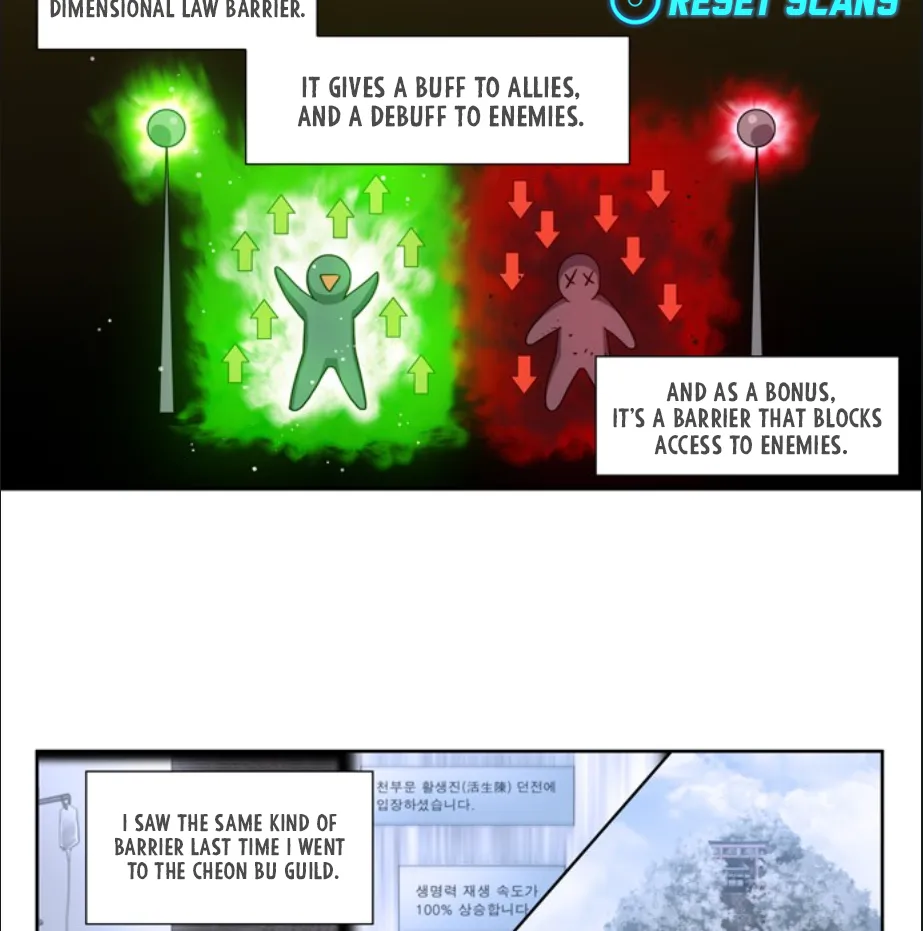 DIMENSIONAL LAW BARRIER.
RESET SCANS
IT GIVES A BUFF TO ALLIES,
AND A DEBUFF TO ENEMIES.
AND AS A BONUS,
IT'S A BARRIER THAT BLOCKS
ACCESS TO ENEMIES.
I SAW THE SAME KIND OF
BARRIER LAST TIME I WENT
TO THE CHEON BU GUILD.
천부문 활생진(活生陳) 던전에
입장하셨습니다.
생명력 재생 속도가
100% 상승합니다